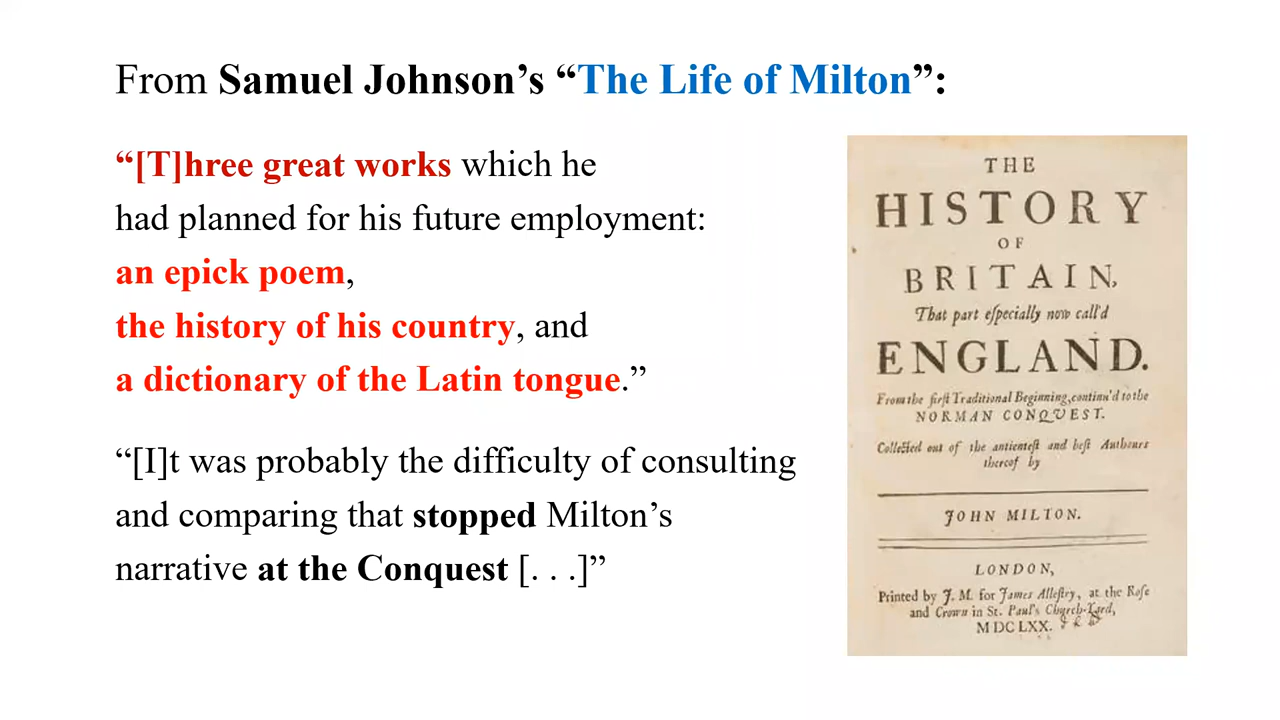 From Samuel Johnson’s “The Life of Milton”:
“[T]hree great works which he
had planned for his future employment:
an epick poem,
the history of his country, and
a dictionary of the Latin tongue.”
“[I]t was probably the difficulty of consulting
and comparing that stopped Milton’s
narrative at the Conquest [. . .]”
THE
HISTORY
OF
BRITAIN,
That part eſpecially now call'd
ENGLAND.
From the firſt Traditional Beginning, continu'd to the
NORMAN CONQUEST.
Collected out of the antienteſt and beſt Authours
thereof by
JOHN MILTON.
LONDON,
Printed by J. M. for James Alleſtry, at the Roſe
and Crown in St. Paul's Church-Yard,
MDCLXX.